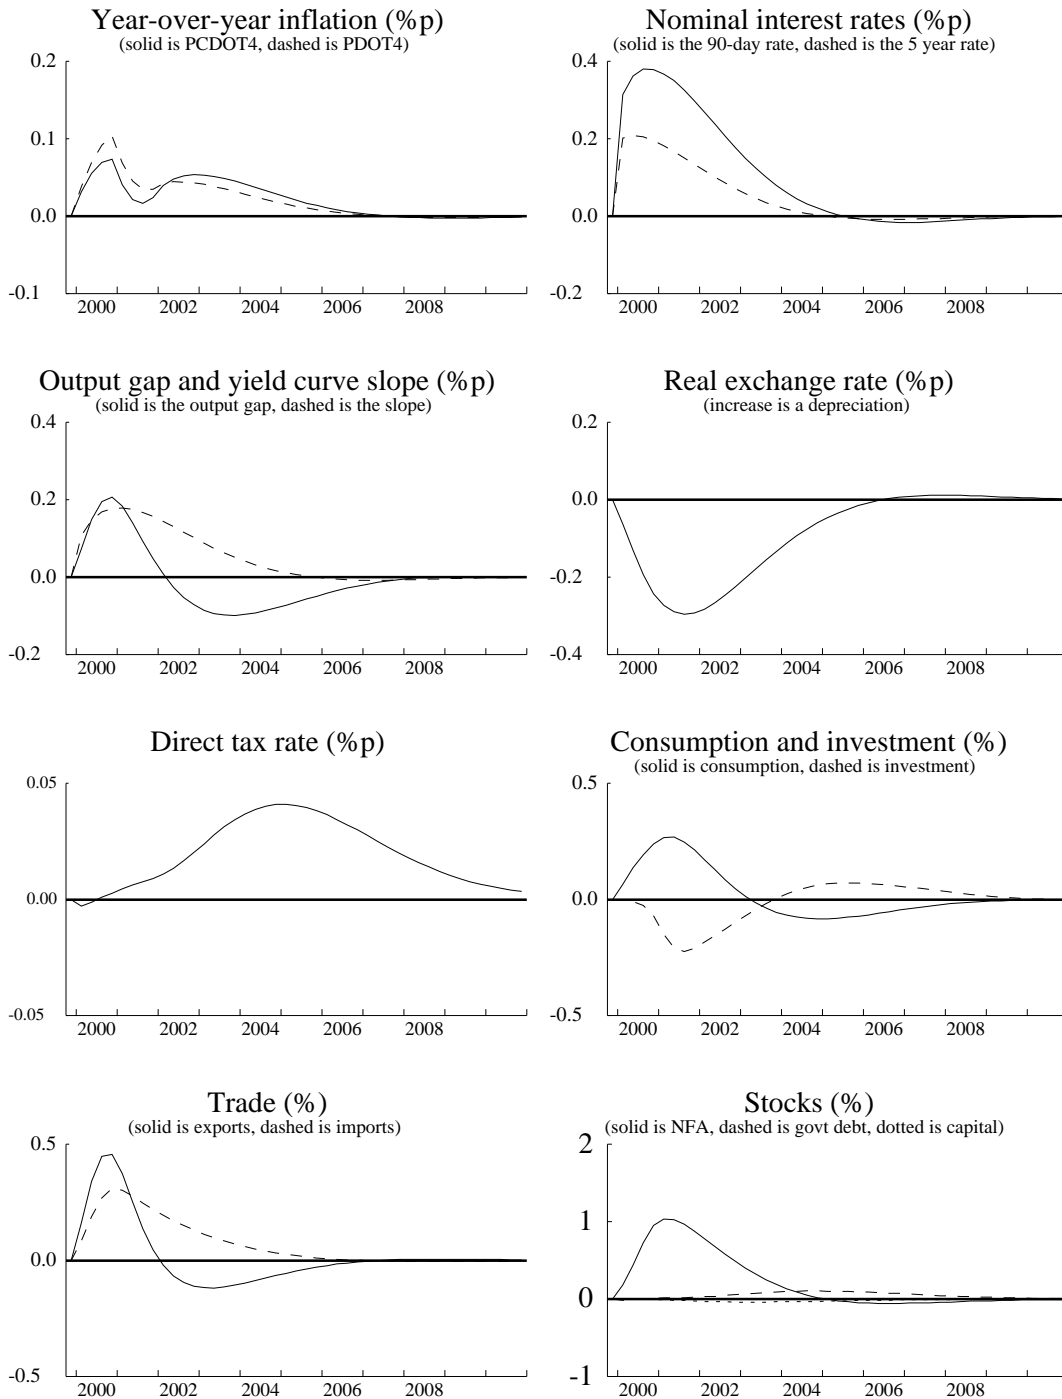 Year-over-year inflation (%p)
(solid is PCDOT4, dashed is PDOT4)
0.2
0.1
0.0
-0.1
2000 2002 2004 2006 2008
Nominal interest rates (%p)
(solid is the 90-day rate, dashed is the 5 year rate)
0.4
0.2
0.0
-0.2
2000 2002 2004 2006 2008
Output gap and yield curve slope (%p)
(solid is the output gap, dashed is the slope)
0.4
0.2
0.0
-0.2
2000 2002 2004 2006 2008
Real exchange rate (%p)
(increase is a depreciation)
0.2
0.0
-0.2
-0.4
2000 2002 2004 2006 2008
Direct tax rate (%p)
0.05
0.00
-0.05
2000 2002 2004 2006 2008
Consumption and investment (%)
(solid is consumption, dashed is investment)
0.5
0.0
-0.5
2000 2002 2004 2006 2008
Trade (%)
(solid is exports, dashed is imports)
0.5
0.0
-0.5
2000 2002 2004 2006 2008
Stocks (%)
(solid is NFA, dashed is govt debt, dotted is capital)
2
1
0
-1
2000 2002 2004 2006 2008